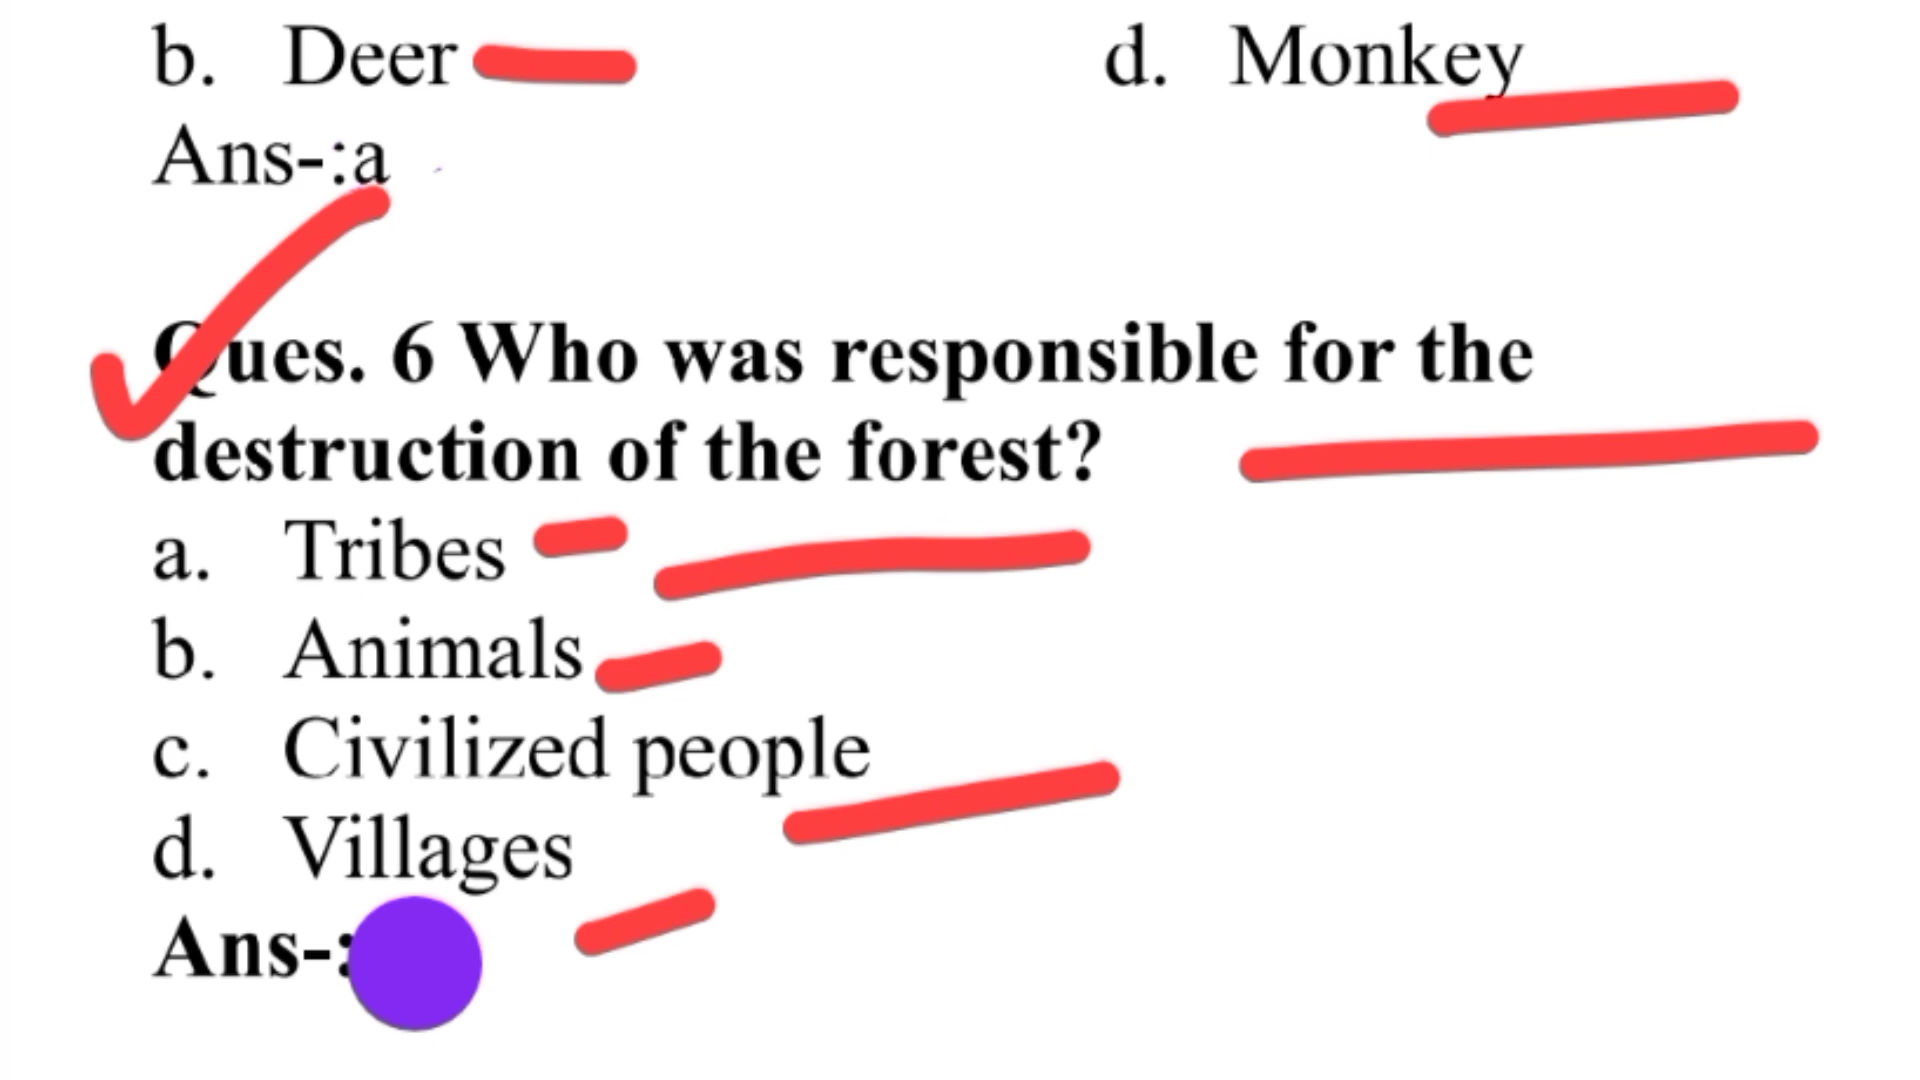 b. Deer d. Monkey
Ans-:a
Ques. 6 Who was responsible for the
destruction of the forest?
a. Tribes
b. Animals
c. Civilized people
d. Villages
Ans-: